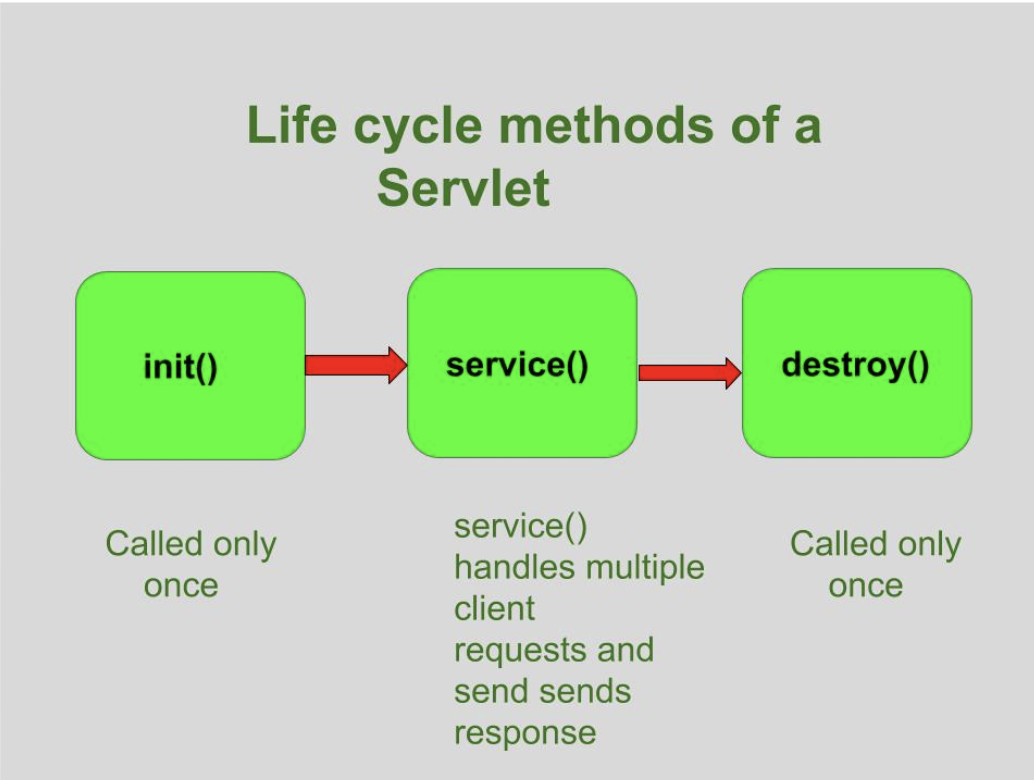 Life cycle methods of a
Servlet
init()
service()
destroy()
Called only
once
service()
handles multiple
client
requests and
send sends
response
Called only
once